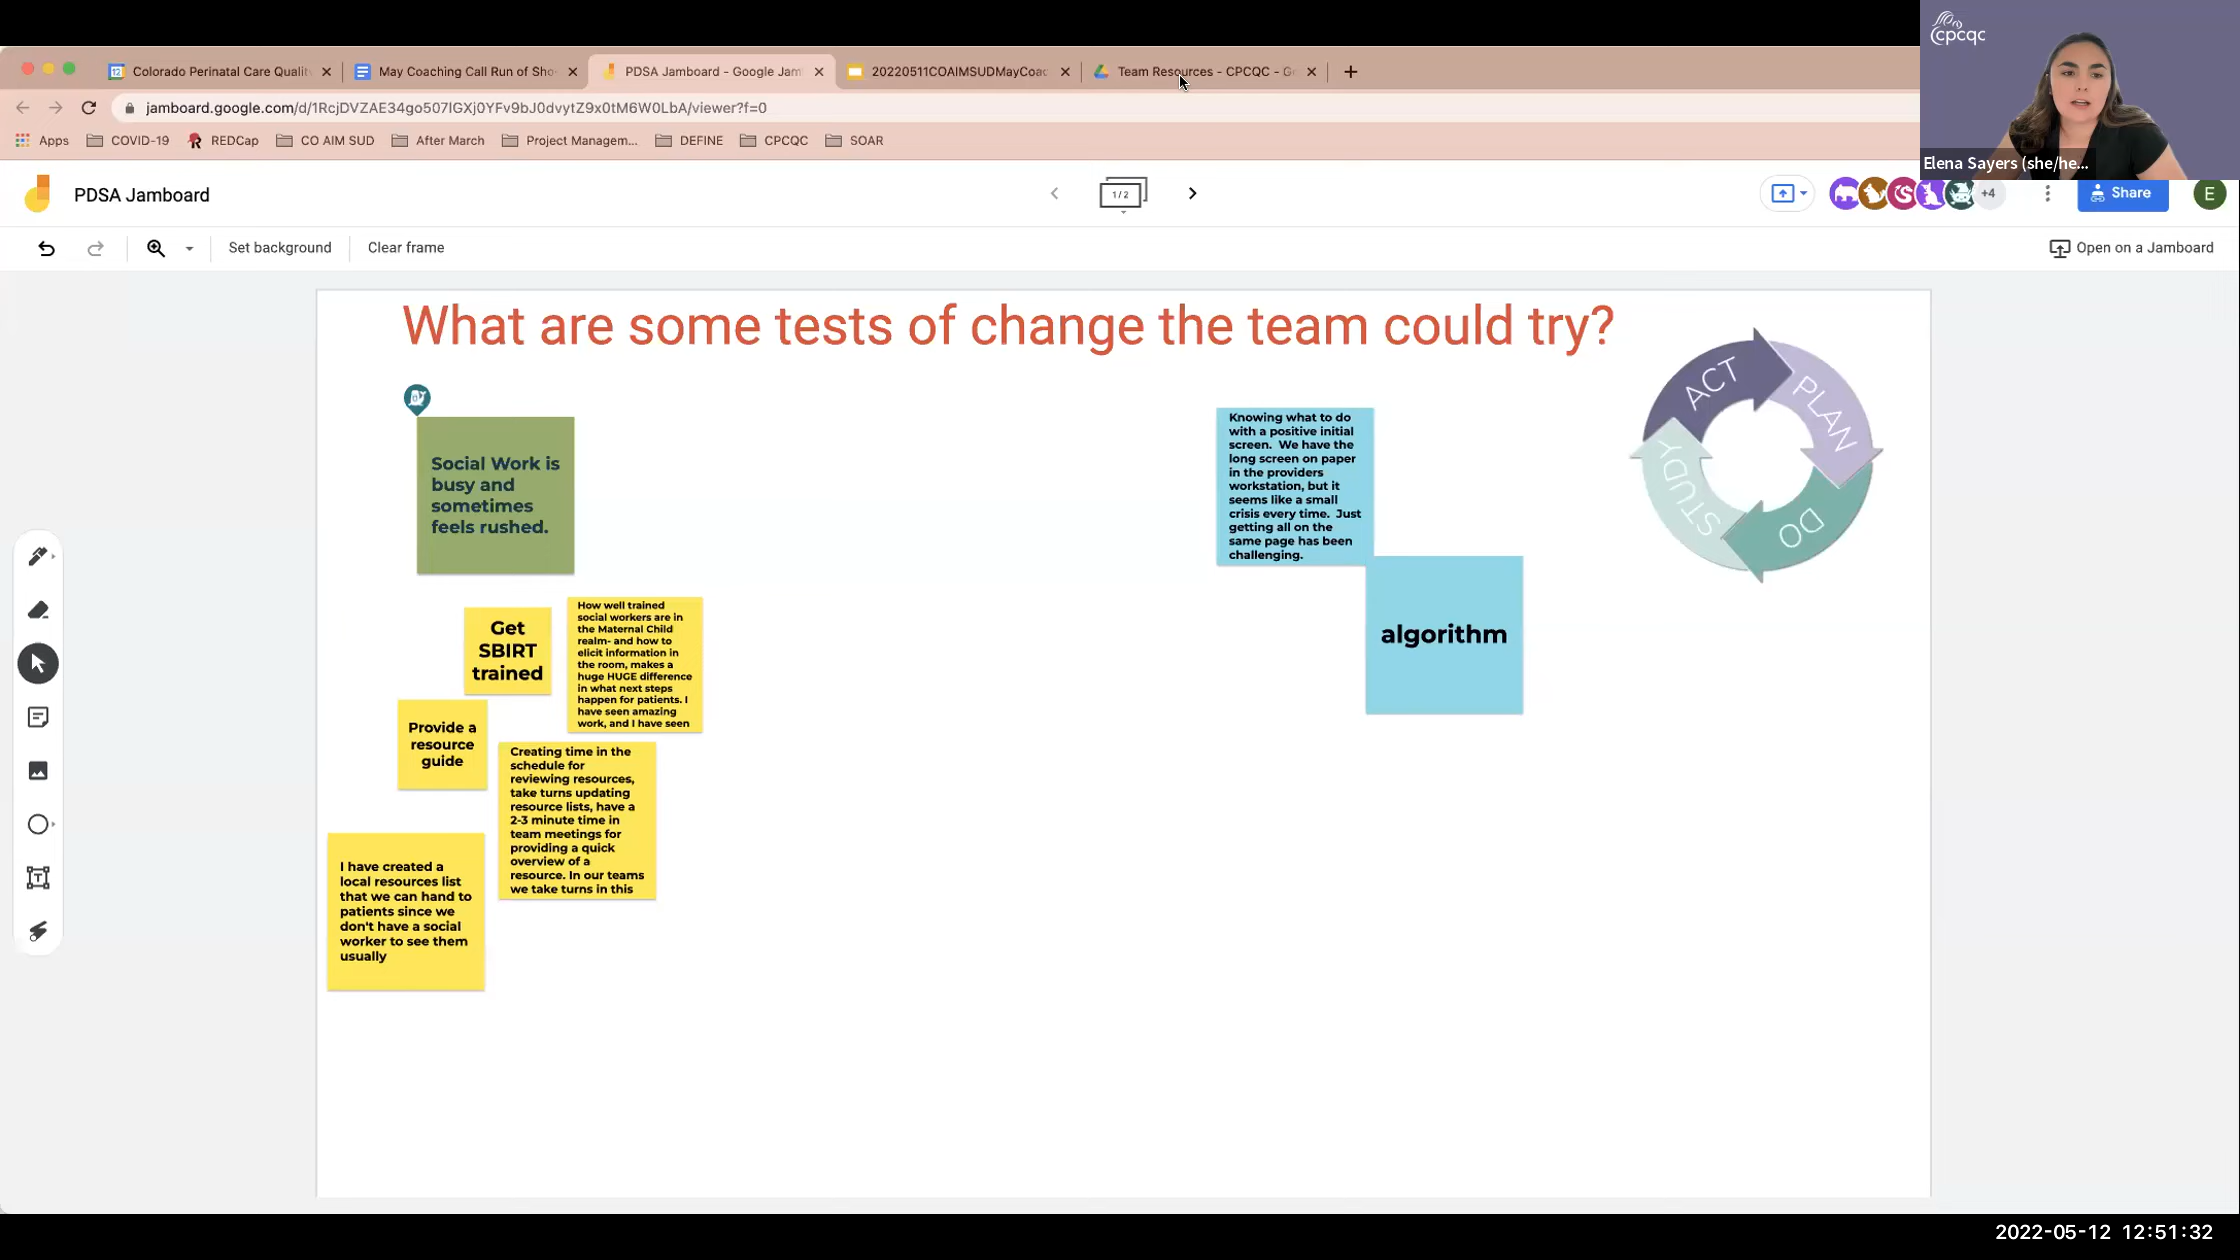 cpcqc
Elena Sayers (she/he...
12
Colorado Perinatal Care Quality
May Coaching Call Run of Sho
PDSA Jamboard - Google Jam
20220511COAIMSUDMayCoac
Team Resources - CPCQC - Go
jamboard.google.com/d/1RcjDVZAE34go507IGXj0YFv9bJ0dvytZ9x0tM6W0LbA/viewer?f=0
Apps
COVID-19
REDCap
CO AIM SUD
After March
Project Managem...
DEFINE
CPCQC
SOAR
PDSA Jamboard
1/2
+4
Share
E
Set background
Clear frame
Open on a Jamboard
What are some tests of change the team could try?
Social Work is
busy and
sometimes
feels rushed.
Get
SBIRT
trained
How well trained
social workers are in
the Maternal Child
realm- and how to
elicit information in
the room, makes a
huge HUGE difference
in what next steps
happen for patients. I
have seen amazing
work, and I have seen
Provide a
resource
guide
Creating time in the
schedule for
reviewing resources,
take turns updating
resource lists, have a
2-3 minute time in
team meetings for
providing a quick
overview of a
resource. In our teams
we take turns in this
I have created a
local resources list
that we can hand to
patients since we
don't have a social
worker to see them
usually
Knowing what to do
with a positive initial
screen. We have the
long screen on paper
in the providers
workstation, but it
seems like a small
crisis every time. Just
getting all on the
same page has been
challenging.
algorithm
ACT
PLAN
DO
STUDY
2022-05-12 12:51:32